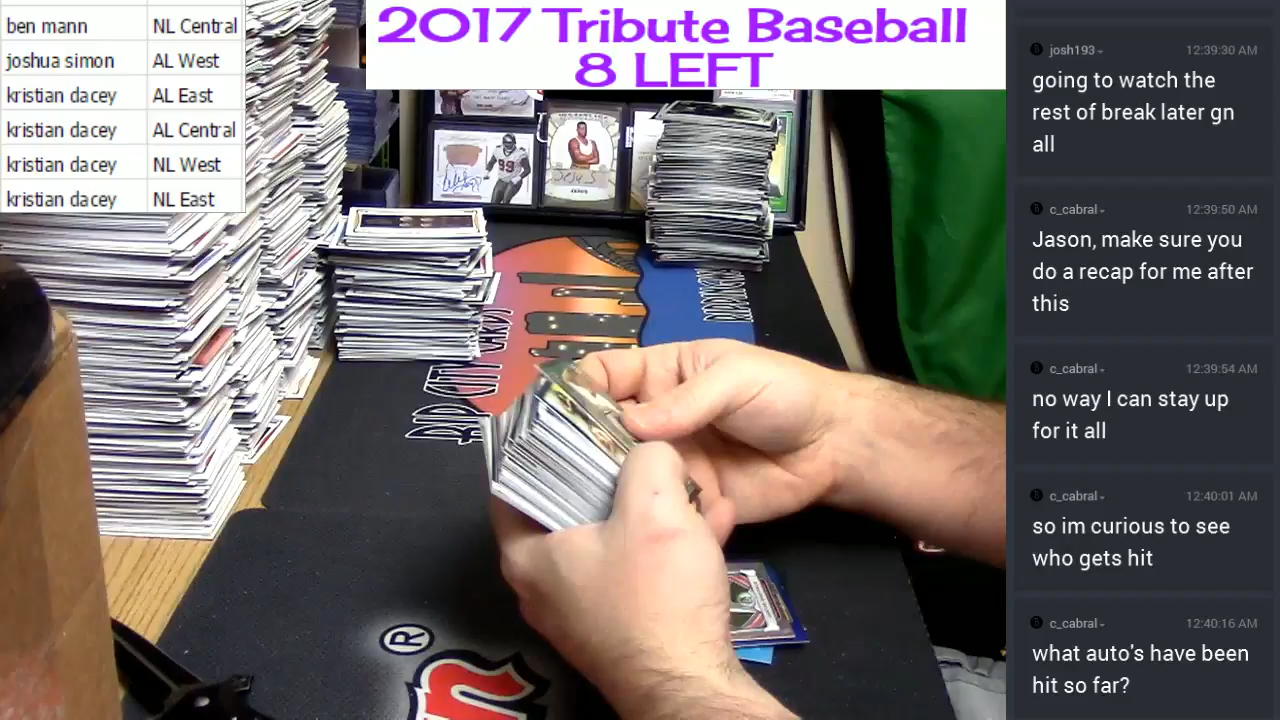 ben mann NL Central
joshua simon AL West
kristian dacey AL East
kristian dacey AL Central
kristian dacey NL West
kristian dacey NL East
2017 Tribute Baseball
8 LEFT
99
RIP CITY CARDS
®
josh193 12:39:30 AM
going to watch the
rest of break later gn
all
c_cabral 12:39:50 AM
Jason, make sure you
do a recap for me after
this
c_cabral 12:39:54 AM
no way I can stay up
for it all
c_cabral 12:40:01 AM
so im curious to see
who gets hit
c_cabral 12:40:16 AM
what auto's have been
hit so far?